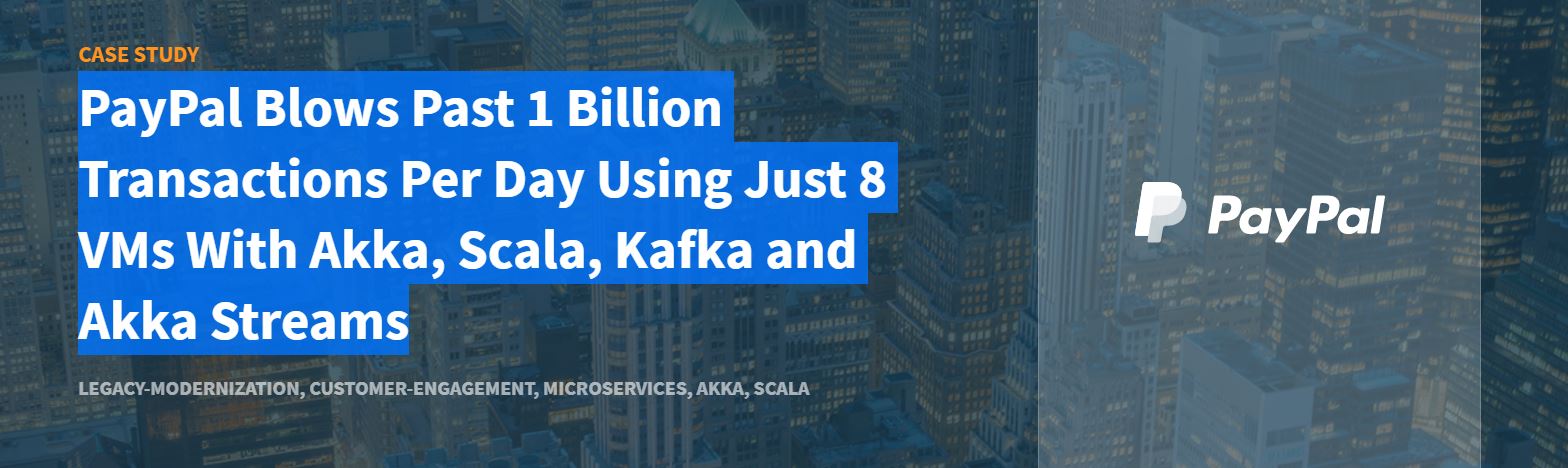 CASE STUDY
PayPal Blows Past 1 Billion
Transactions Per Day Using Just 8
VMs With Akka, Scala, Kafka and
Akka Streams
LEGACY-MODERNIZATION, CUSTOMER-ENGAGEMENT, MICROSERVICES, AKKA, SCALA
PayPal